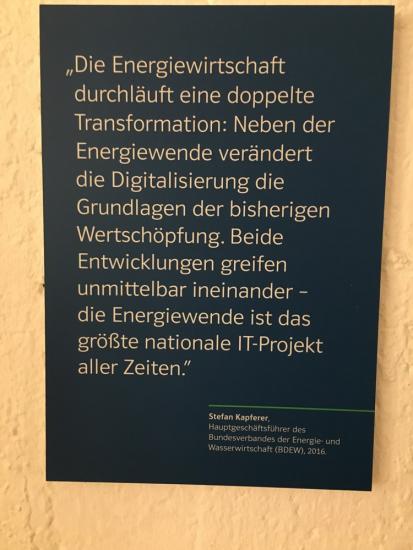 „Die Energiewirtschaft
durchläuft eine doppelte
Transformation: Neben der
Energiewende verändert
die Digitalisierung die
Grundlagen der bisherigen
Wertschöpfung. Beide
Entwicklungen greifen
unmittelbar ineinander –
die Energiewende ist das
größte nationale IT-Projekt
aller Zeiten.”
Stefan Kapferer,
Hauptgeschäftsführer des
Bundesverbandes der Energie- und
Wasserwirtschaft (BDEW), 2016.